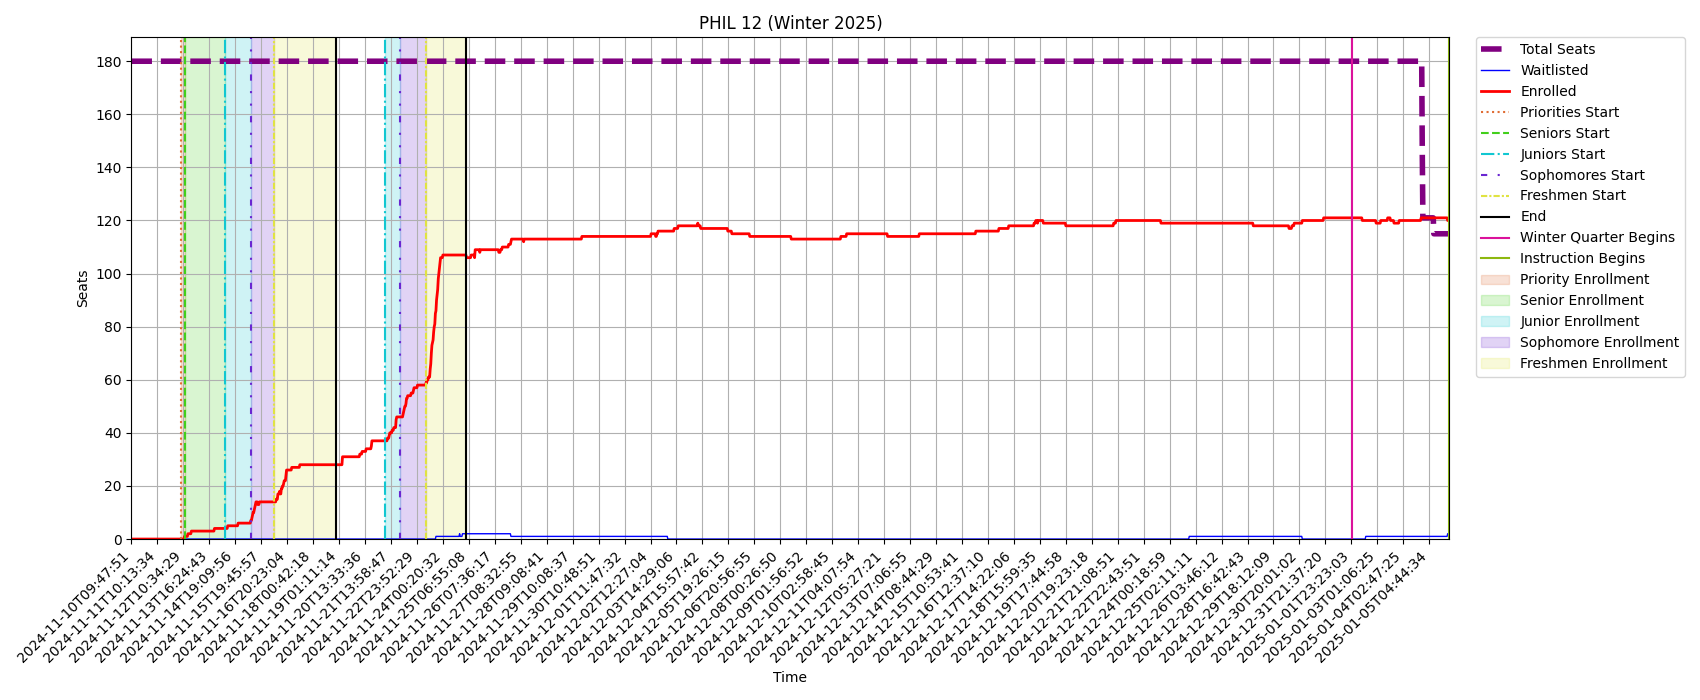 PHIL 12 (Winter 2025)
Seats
180
160
140
120
100
80
60
40
20
0
2024-11-10T09:47:51
2024-11-11T10:13:34
2024-11-12T10:34:29
2024-11-13T16:24:43
2024-11-14T19:09:56
2024-11-15T19:45:57
2024-11-16T20:23:04
2024-11-18T00:42:18
2024-11-19T01:11:14
2024-11-20T13:33:36
2024-11-21T13:58:47
2024-11-22T23:52:29
2024-11-24T00:20:32
2024-11-25T06:55:08
2024-11-26T07:36:17
2024-11-27T08:32:55
2024-11-28T09:08:41
2024-11-29T10:08:37
2024-11-30T10:48:51
2024-12-01T11:47:32
2024-12-02T12:27:04
2024-12-03T14:29:06
2024-12-04T15:57:42
2024-12-05T19:26:15
2024-12-06T20:56:55
2024-12-08T00:26:50
2024-12-09T01:56:52
2024-12-10T02:58:45
2024-12-11T04:07:54
2024-12-12T05:27:21
2024-12-13T07:06:55
2024-12-14T08:44:29
2024-12-15T10:53:41
2024-12-16T12:37:10
2024-12-17T14:22:06
2024-12-18T15:59:35
2024-12-19T17:44:58
2024-12-20T19:23:18
2024-12-21T21:08:51
2024-12-22T22:43:51
2024-12-24T00:18:59
2024-12-25T02:11:11
2024-12-26T03:46:12
2024-12-28T16:42:43
2024-12-29T18:12:09
2024-12-30T20:01:02
2024-12-31T21:37:20
2025-01-01T23:23:03
2025-01-03T01:06:25
2025-01-04T02:47:25
2025-01-05T04:44:34
Time
Total Seats
Waitlisted
Enrolled
Priorities Start
Seniors Start
Juniors Start
Sophomores Start
Freshmen Start
End
Winter Quarter Begins
Instruction Begins
Priority Enrollment
Senior Enrollment
Junior Enrollment
Sophomore Enrollment
Freshmen Enrollment